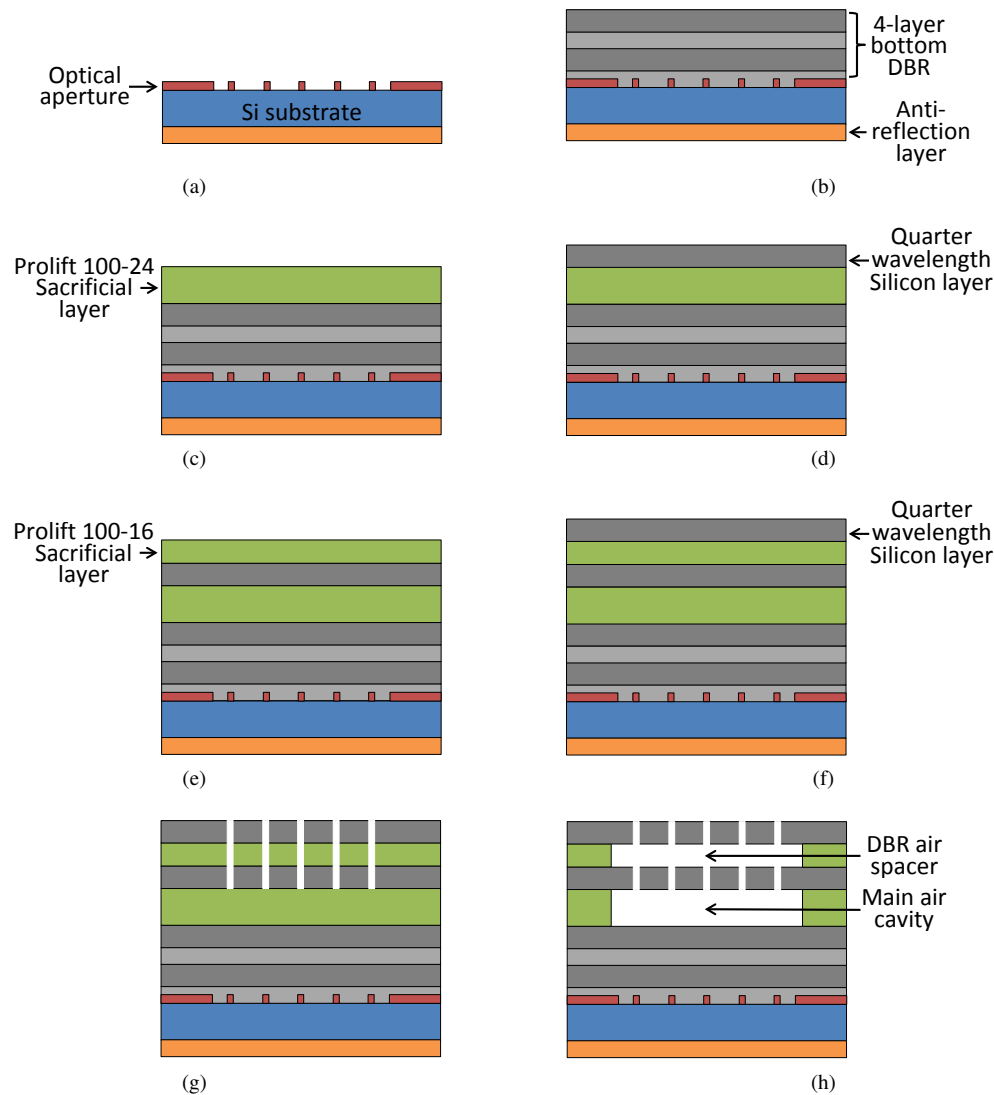 Optical
aperture
Si substrate
(a)
4-layer
bottom
DBR
Anti-
reflection
layer
(b)
Prolift 100-24
Sacrificial
layer
(c)
Quarter
wavelength
Silicon layer
(d)
Prolift 100-16
Sacrificial
layer
(e)
Quarter
wavelength
Silicon layer
(f)
(g)
DBR air
spacer
Main air
cavity
(h)